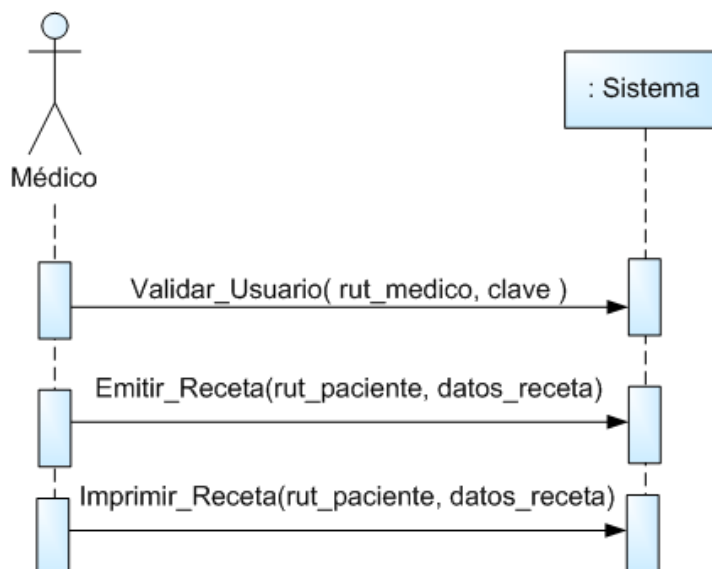 : Sistema
Médico
Validar_Usuario( rut_medico, clave )
Emitir_Receta(rut_paciente, datos_receta)
Imprimir_Receta(rut_paciente, datos_receta)